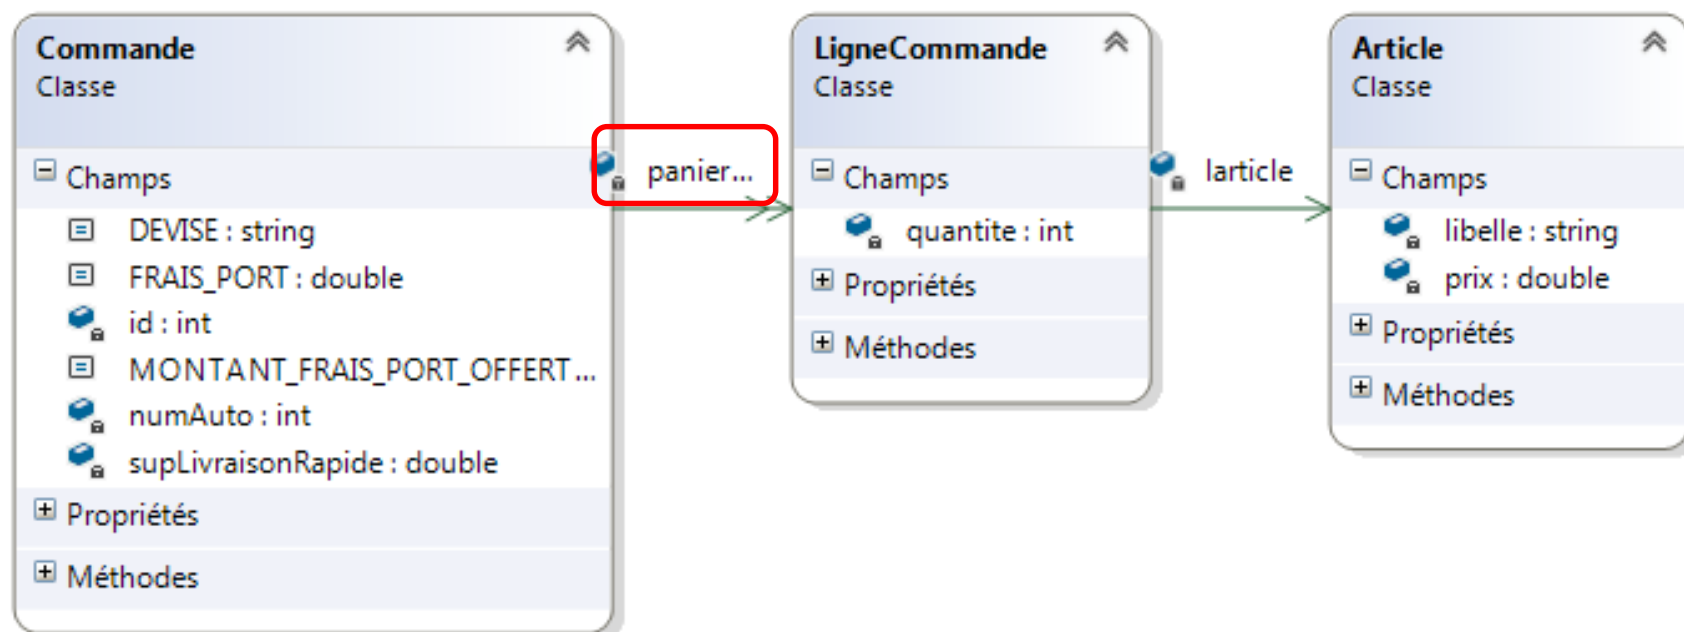 Commande
Classe
Champs
DEVISE : string
FRAIS_PORT : double
id : int
MONTANT_FRAIS_PORT_OFFERT...
numAuto : int
supLivraisonRapide : double
Propriétés
Méthodes
panier...
LigneCommande
Classe
Champs
quantite : int
Propriétés
Méthodes
larticle
Article
Classe
Champs
libelle : string
prix : double
Propriétés
Méthodes